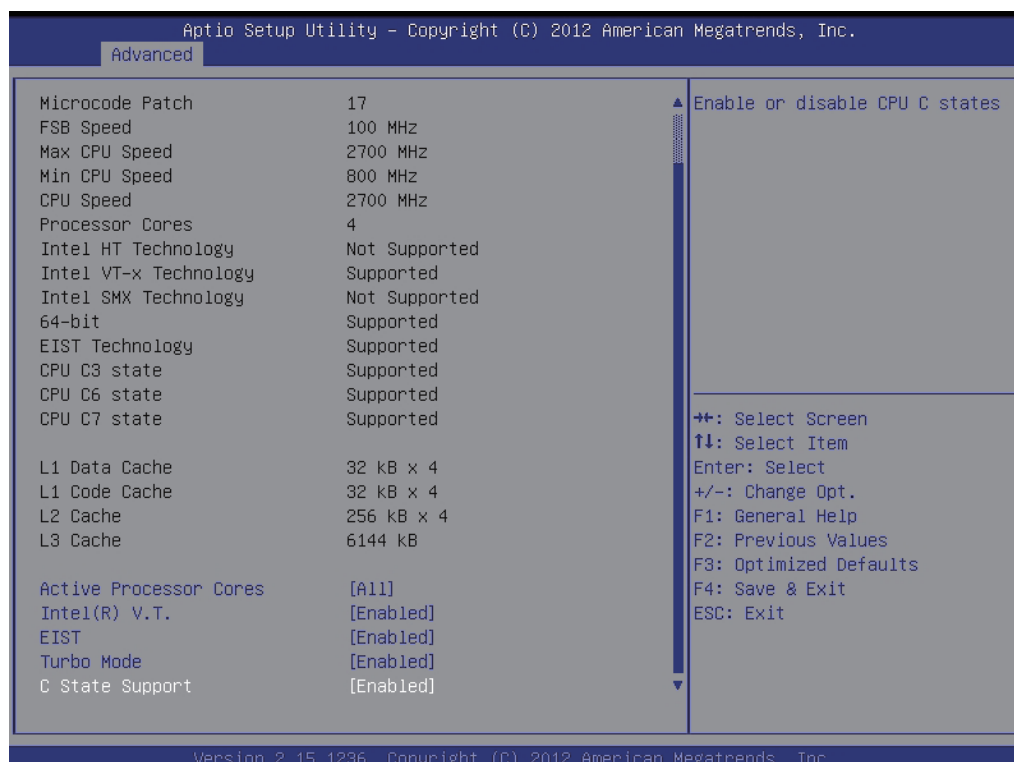 Aptio Setup Utility – Copyright (C) 2012 American Megatrends, Inc.
Advanced
Microcode Patch 17
FSB Speed 100 MHz
Max CPU Speed 2700 MHz
Min CPU Speed 800 MHz
CPU Speed 2700 MHz
Processor Cores 4
Intel HT Technology Not Supported
Intel VT-x Technology Supported
Intel SMX Technology Not Supported
64-bit Supported
EIST Technology Supported
CPU C3 state Supported
CPU C6 state Supported
CPU C7 state Supported
L1 Data Cache 32 kB x 4
L1 Code Cache 32 kB x 4
L2 Cache 256 kB x 4
L3 Cache 6144 kB
Active Processor Cores [All]
Intel(R) V.T. [Enabled]
EIST [Enabled]
Turbo Mode [Enabled]
C State Support [Enabled]
Enable or disable CPU C states
→←: Select Screen
↑↓: Select Item
Enter: Select
+/-: Change Opt.
F1: General Help
F2: Previous Values
F3: Optimized Defaults
F4: Save & Exit
ESC: Exit
Version 2.15.1236. Copyright (C) 2012 American Megatrends, Inc.